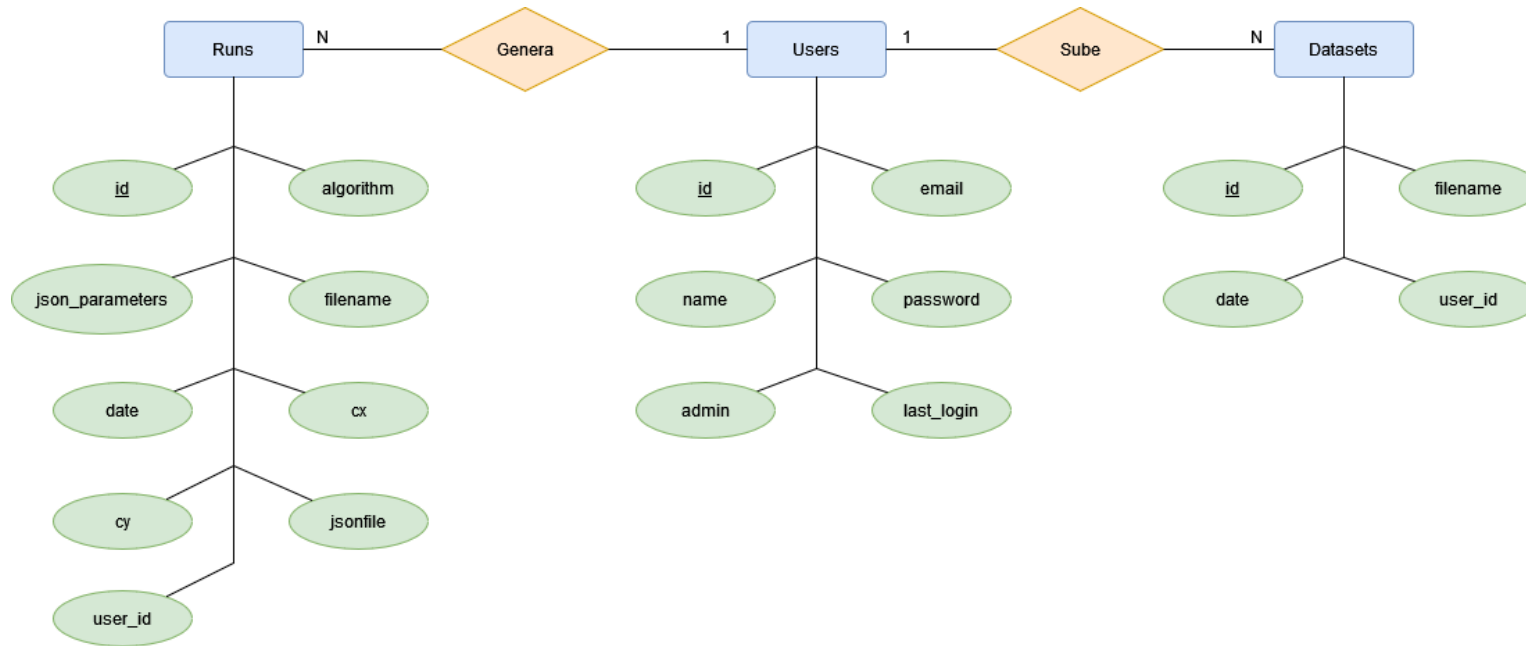 Runs
N
Genera
1
Users
1
Sube
N
Datasets
id
algorithm
id
email
id
filename
json_parameters
filename
name
password
date
user_id
date
cx
admin
last_login
cy
jsonfile
user_id